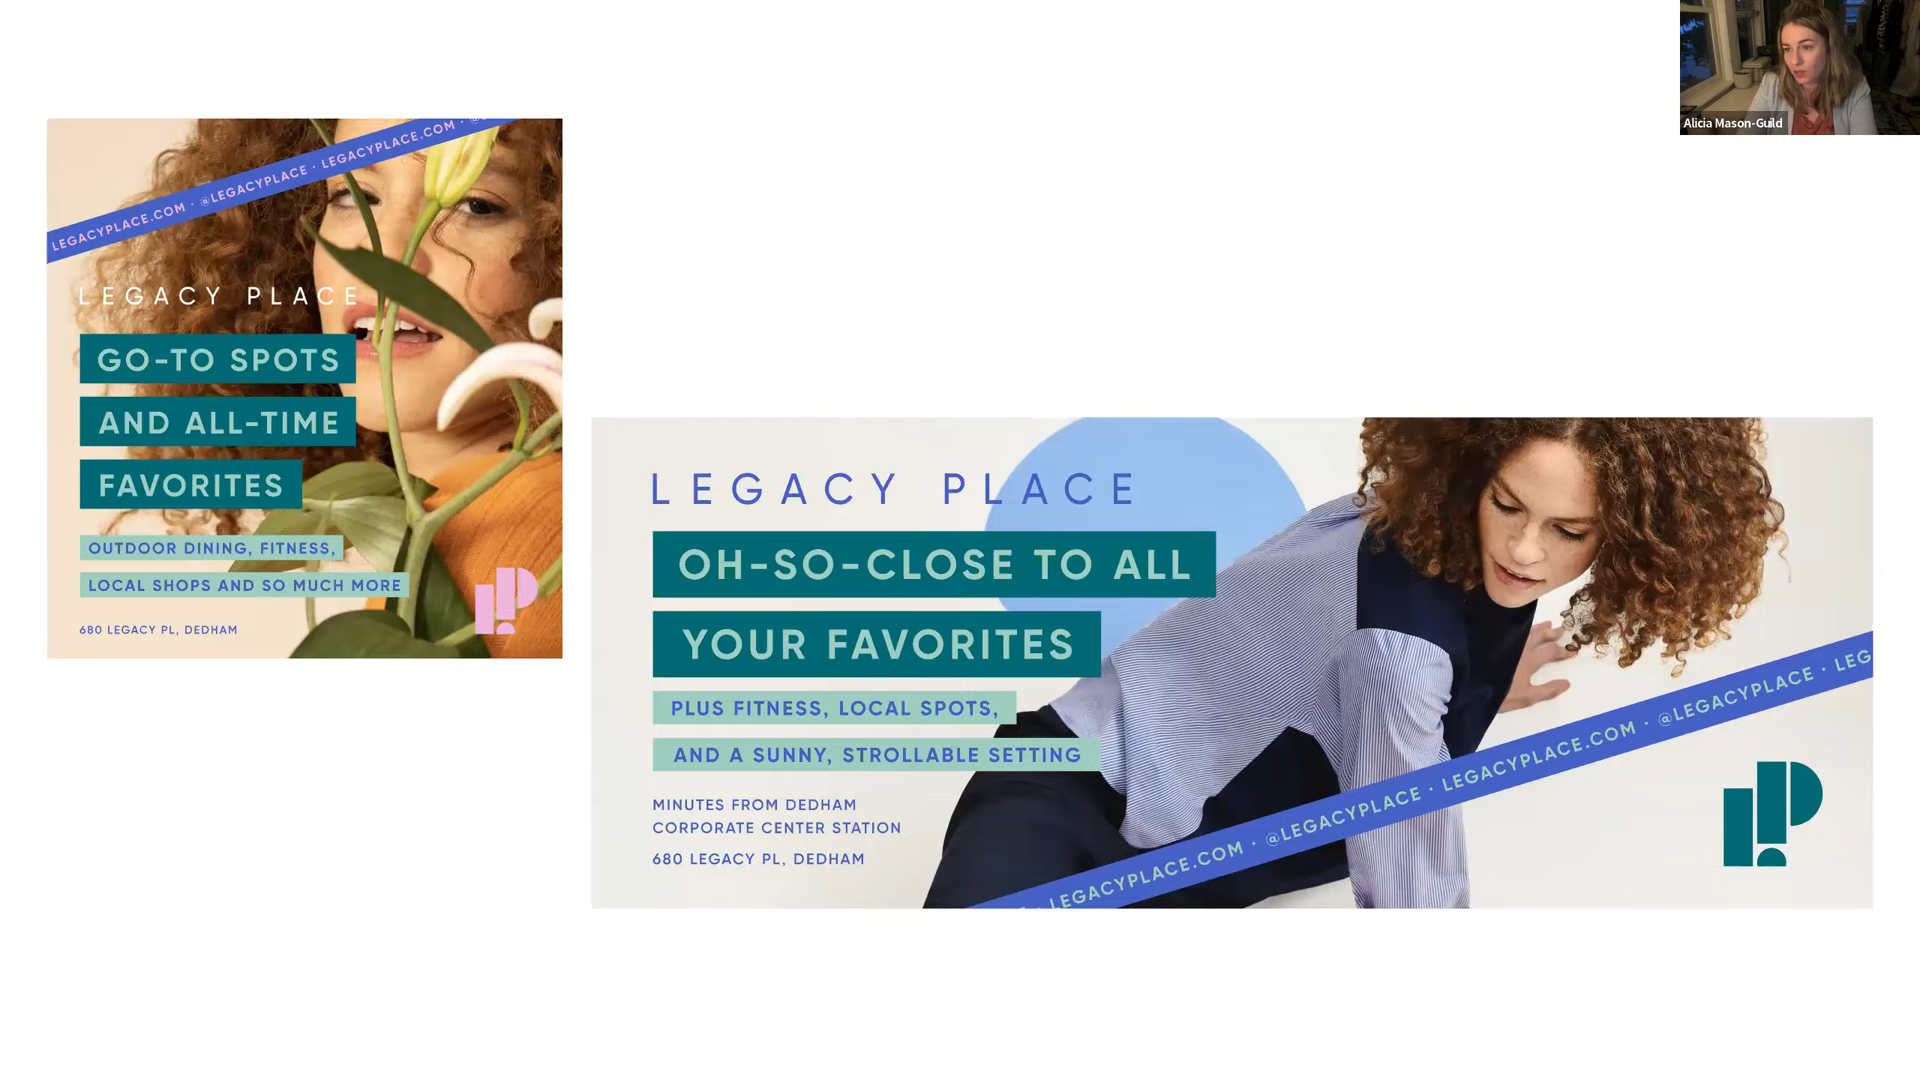 Alicia Mason-Guild
LEGACYPLACE.COM · @LEGACYPLACE · LEGACYPLACE.COM · @
LEGACY PLACE
GO-TO SPOTS
AND ALL-TIME
FAVORITES
OUTDOOR DINING, FITNESS,
LOCAL SHOPS AND SO MUCH MORE
680 LEGACY PL, DEDHAM
LEGACY PLACE
OH-SO-CLOSE TO ALL
YOUR FAVORITES
PLUS FITNESS, LOCAL SPOTS,
AND A SUNNY, STROLLABLE SETTING
MINUTES FROM DEDHAM
CORPORATE CENTER STATION
680 LEGACY PL, DEDHAM
· LEGACYPLACE.COM · @LEGACYPLACE · LEGACYPLACE.COM · @LEGACYPLACE · LEG